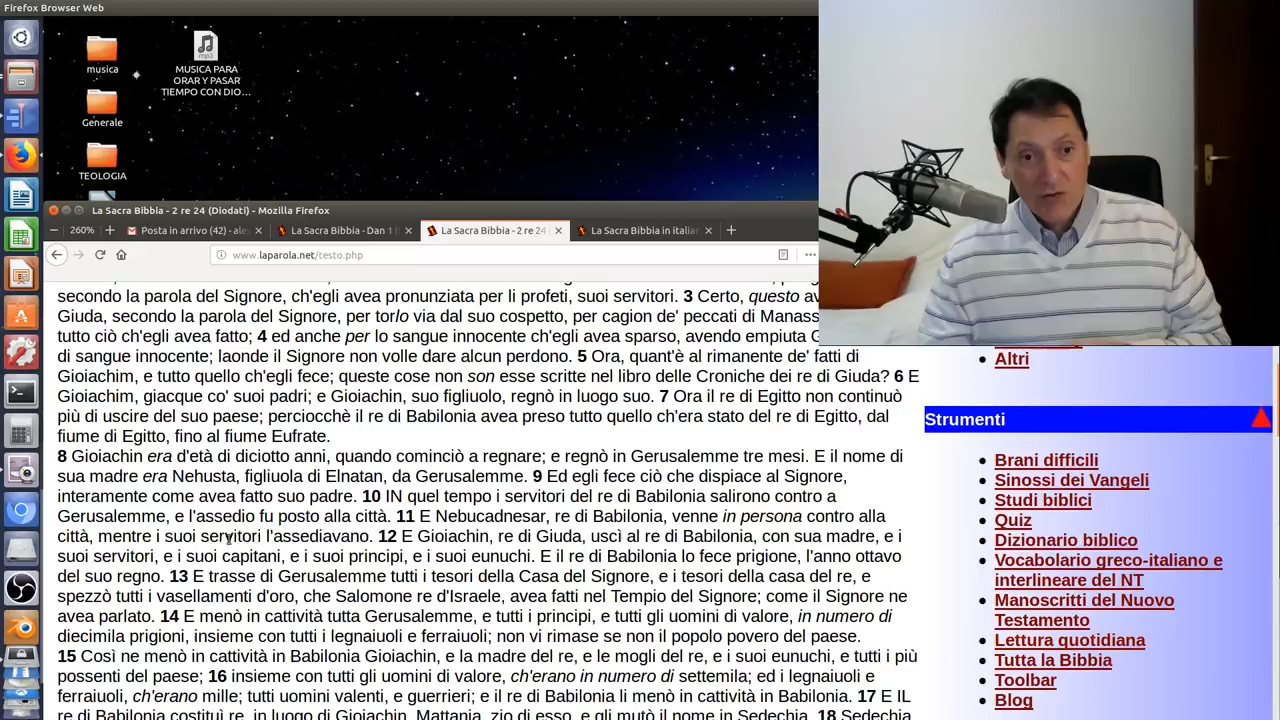 Firefox Browser Web
musica
MUSICA PARA
ORAR Y PASAR
TIEMPO CON DIO…
mp3
Generale
TEOLOGIA
La Sacra Bibbia - 2 re 24 (Diodati) - Mozilla Firefox
260%
Posta in arrivo (42) - ale
La Sacra Bibbia - Dan 1
La Sacra Bibbia - 2 re 24
La Sacra Bibbia in italian
www.laparola.net/testo.php
secondo la parola del Signore, ch'egli avea pronunziata per li profeti, suoi servitori. 3 Certo, questo av
Giuda, secondo la parola del Signore, per torlo via dal suo cospetto, per cagion de' peccati di Manass
tutto ciò ch'egli avea fatto; 4 ed anche per lo sangue innocente ch'egli avea sparso, avendo empiuta G
di sangue innocente; laonde il Signore non volle dare alcun perdono. 5 Ora, quant'è al rimanente de' fatti di
Gioiachim, e tutto quello ch'egli fece; queste cose non son esse scritte nel libro delle Croniche dei re di Giuda? 6 E
Gioiachim, giacque co' suoi padri; e Gioiachin, suo figliuolo, regnò in luogo suo. 7 Ora il re di Egitto non continuò
più di uscire del suo paese; perciocchè il re di Babilonia avea preso tutto quello ch'era stato del re di Egitto, dal
fiume di Egitto, fino al fiume Eufrate.
8 Gioiachin era d'età di diciotto anni, quando cominciò a regnare; e regnò in Gerusalemme tre mesi. E il nome di
sua madre era Nehusta, figliuola di Elnatan, da Gerusalemme. 9 Ed egli fece ciò che dispiace al Signore,
interamente come avea fatto suo padre. 10 IN quel tempo i servitori del re di Babilonia salirono contro a
Gerusalemme, e l'assedio fu posto alla città. 11 E Nebucadnesar, re di Babilonia, venne in persona contro alla
città, mentre i suoi servitori l'assediavano. 12 E Gioiachin, re di Giuda, uscì al re di Babilonia, con sua madre, e i
suoi servitori, e i suoi capitani, e i suoi principi, e i suoi eunuchi. E il re di Babilonia lo fece prigione, l'anno ottavo
del suo regno. 13 E trasse di Gerusalemme tutti i tesori della Casa del Signore, e i tesori della casa del re, e
spezzò tutti i vasellamenti d'oro, che Salomone re d'Israele, avea fatti nel Tempio del Signore; come il Signore ne
avea parlato. 14 E menò in cattività tutta Gerusalemme, e tutti i principi, e tutti gli uomini di valore, in numero di
diecimila prigioni, insieme con tutti i legnaiuoli e ferraiuoli; non vi rimase se non il popolo povero del paese.
15 Così ne menò in cattività in Babilonia Gioiachin, e la madre del re, e le mogli del re, e i suoi eunuchi, e tutti i più
possenti del paese; 16 insieme con tutti gli uomini di valore, ch'erano in numero di settemila; ed i legnaiuoli e
ferraiuoli, ch'erano mille; tutti uomini valenti, e guerrieri; e il re di Babilonia li menò in cattività in Babilonia. 17 E IL
re di Babilonia costituì re, in luogo di Gioiachin, Mattania, zio di esso, e gli mutò il nome in Sedechia. 18 Sedechia
Altri
Strumenti
Brani difficili
Sinossi dei Vangeli
Studi biblici
Quiz
Dizionario biblico
Vocabolario greco-italiano e
interlineare del NT
Manoscritti del Nuovo
Testamento
Lettura quotidiana
Tutta la Bibbia
Toolbar
Blog